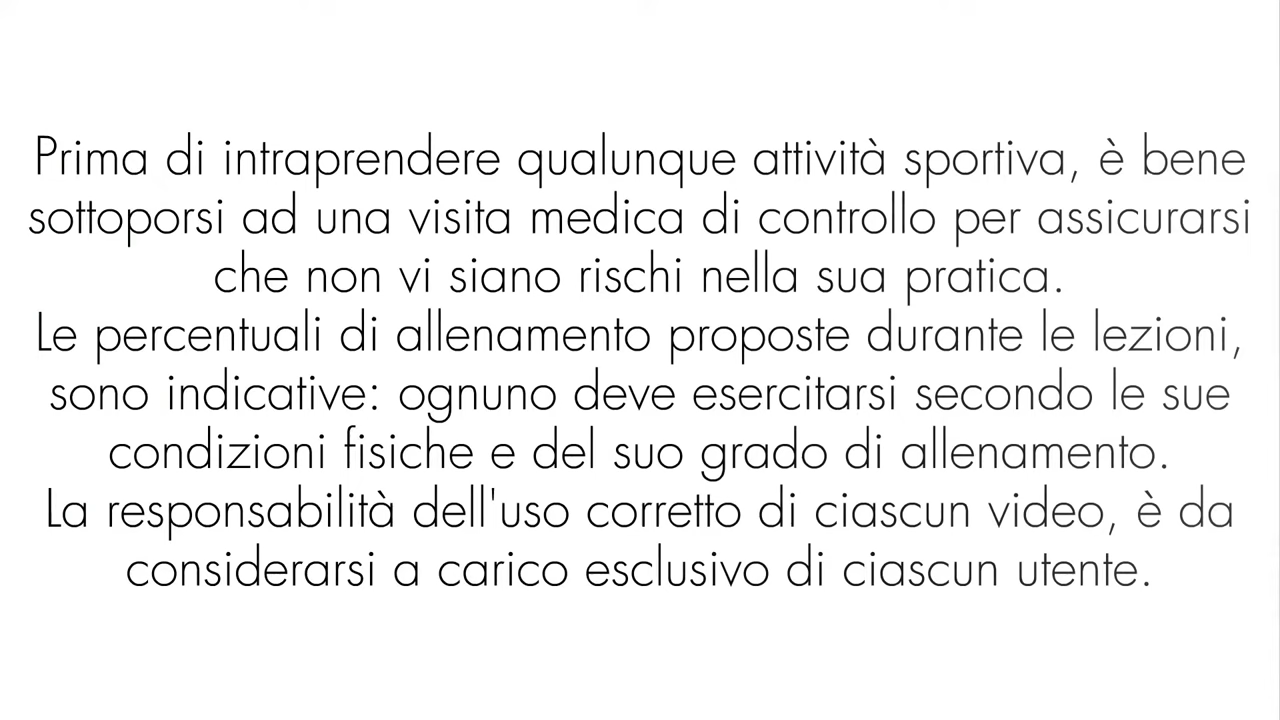 Prima di intraprendere qualunque attività sportiva, è bene
sottoporsi ad una visita medica di controllo per assicurarsi
che non vi siano rischi nella sua pratica.
Le percentuali di allenamento proposte durante le lezioni,
sono indicative: ognuno deve esercitarsi secondo le sue
condizioni fisiche e del suo grado di allenamento.
La responsabilità dell'uso corretto di ciascun video, è da
considerarsi a carico esclusivo di ciascun utente.